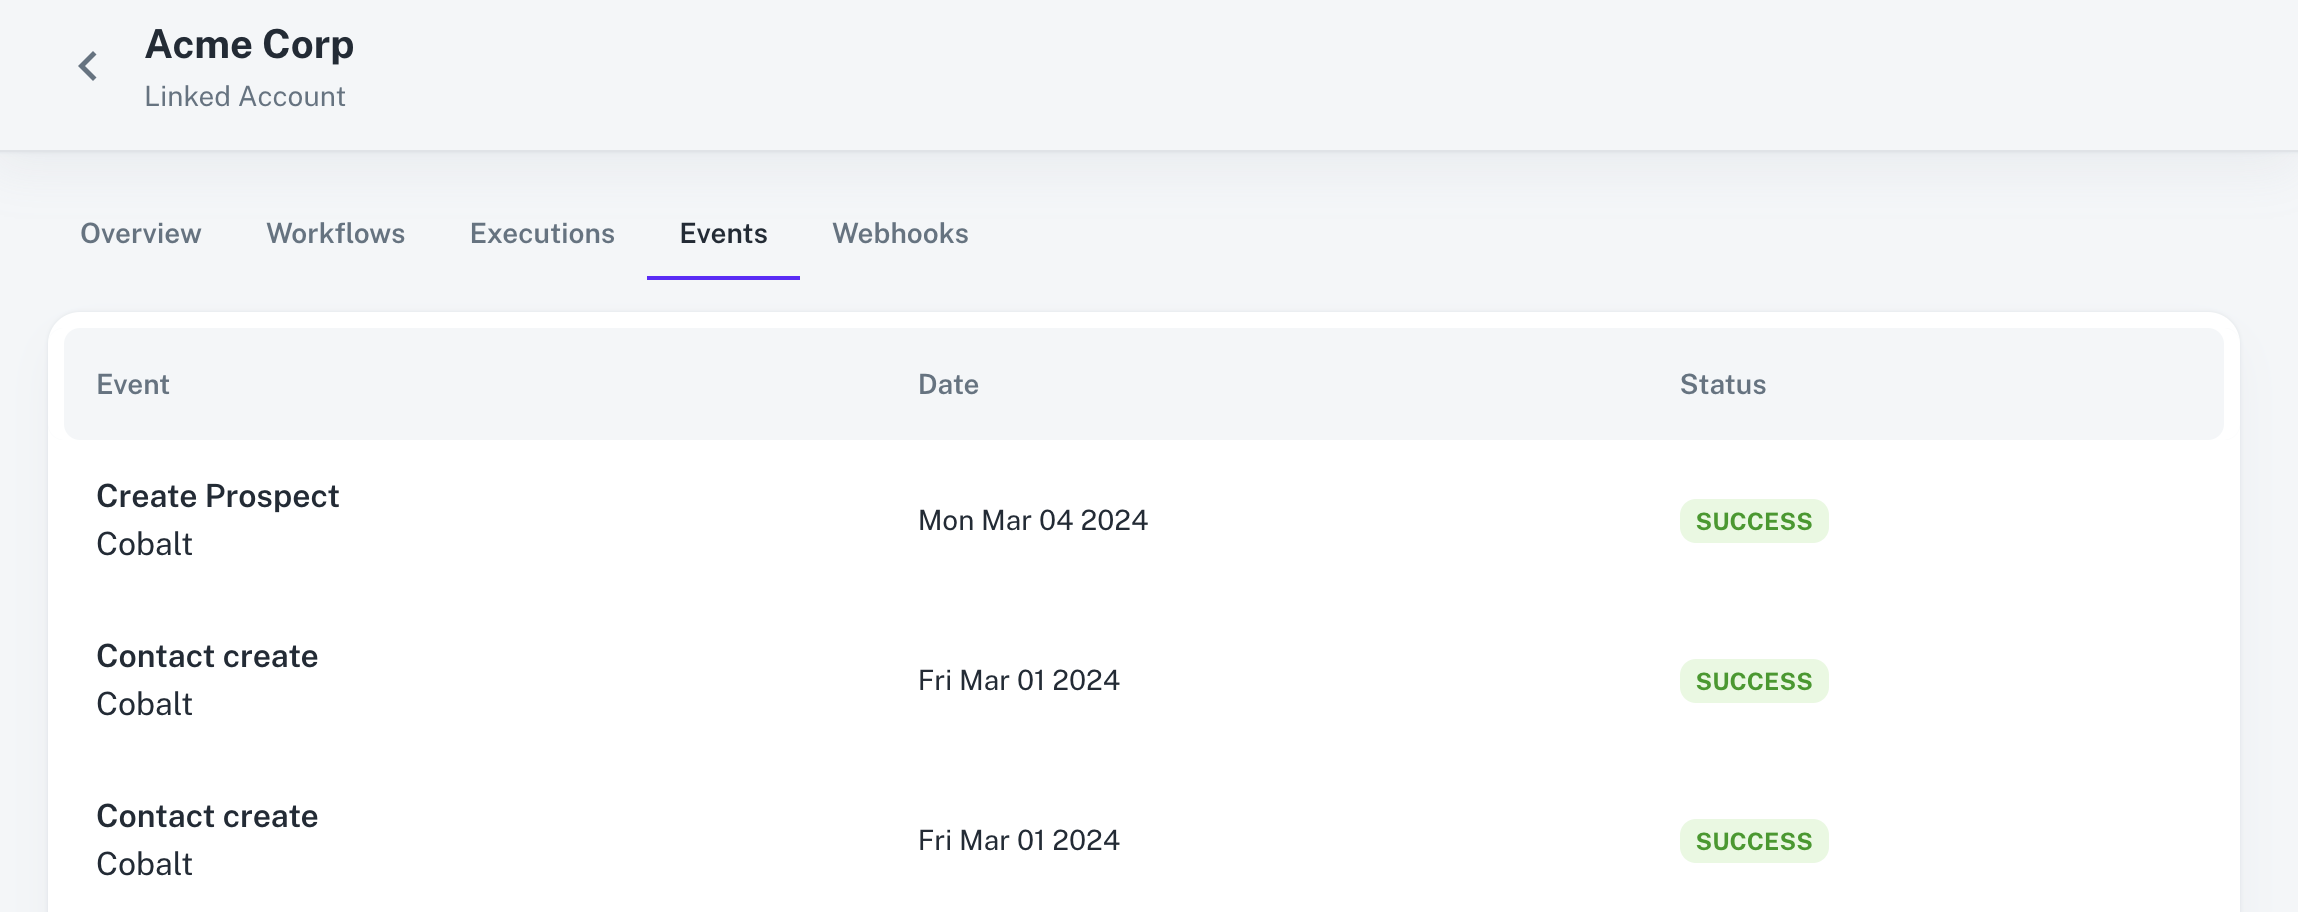 Acme Corp
Linked Account
Overview Workflows Executions Events Webhooks
Event Date Status
Create Prospect
Cobalt
Mon Mar 04 2024
SUCCESS
Contact create
Cobalt
Fri Mar 01 2024
SUCCESS
Contact create
Cobalt
Fri Mar 01 2024
SUCCESS